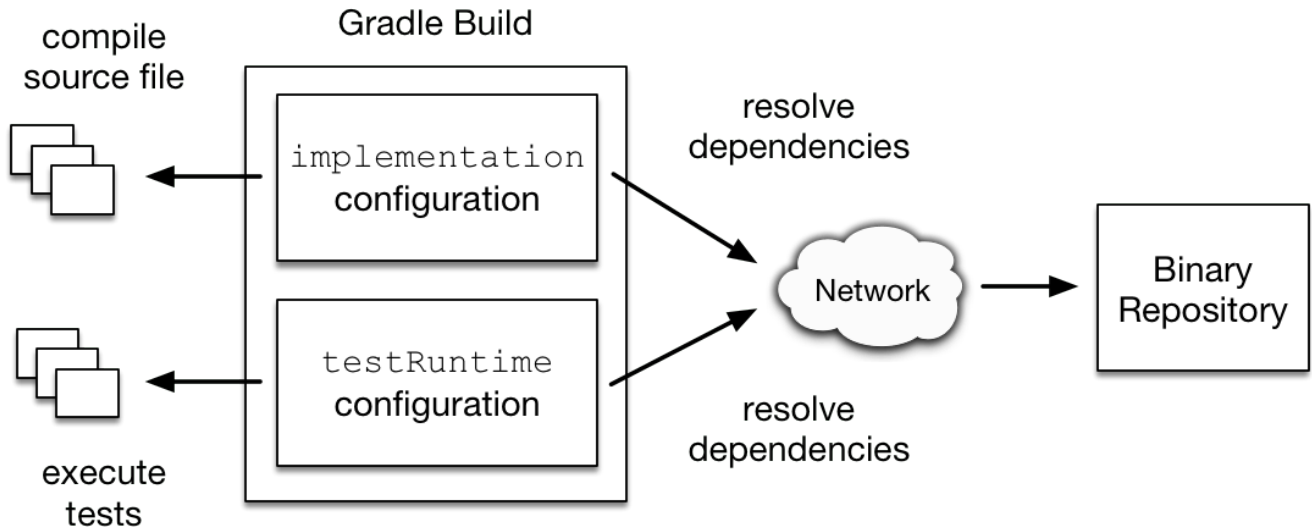 Gradle Build
compile
source file
implementation
configuration
resolve
dependencies
Network
Binary
Repository
testRuntime
configuration
resolve
dependencies
execute
tests